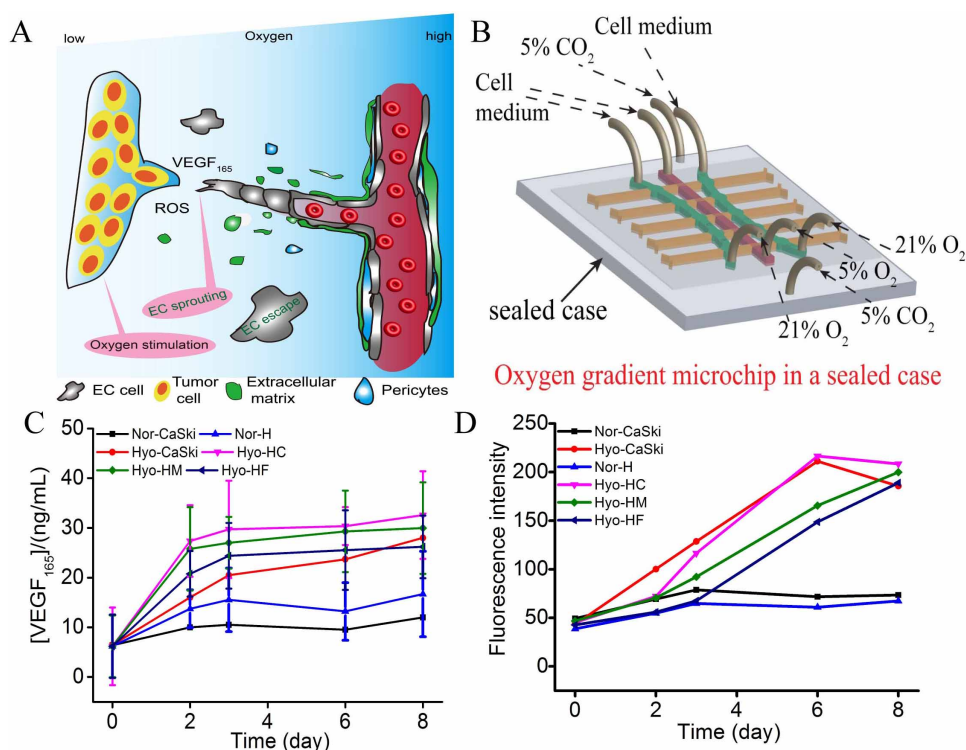 A
low
Oxygen
high
VEGF165
ROS
EC sprouting
EC escape
Oxygen stimulation
EC cell
Tumor
cell
Extracellular
matrix
Pericytes
B
Cell medium
5% CO2
Cell
medium
21% O2
5% O2
5% CO2
21% O2
sealed case
Oxygen gradient microchip in a sealed case
C
[VEGF165]/(ng/mL)
50
40
30
20
10
0
Nor-CaSki
Nor-H
Hyo-CaSki
Hyo-HC
Hyo-HM
Hyo-HF
0 2 4 6 8
Time (day)
D
Fluorescence intensity
250
200
150
100
50
0
Nor-CaSki
Hyo-CaSki
Nor-H
Hyo-HC
Hyo-HM
Hyo-HF
0 2 4 6 8
Time (day)